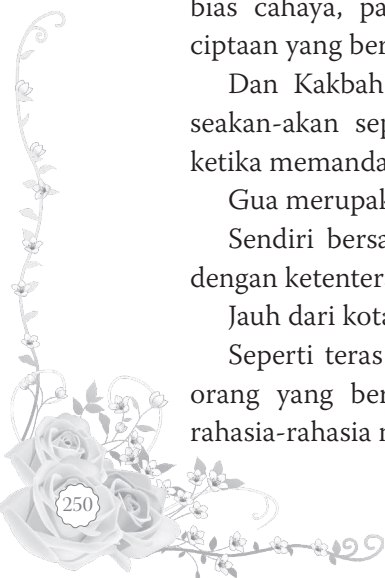 bias cahaya, pa
ciptaan yang ber
Dan Kakbah
seakan-akan sep
ketika memanda
Gua merupak
Sendiri bersa
dengan ketentera
Jauh dari kota
Seperti teras
orang yang ber
rahasia-rahasia
250